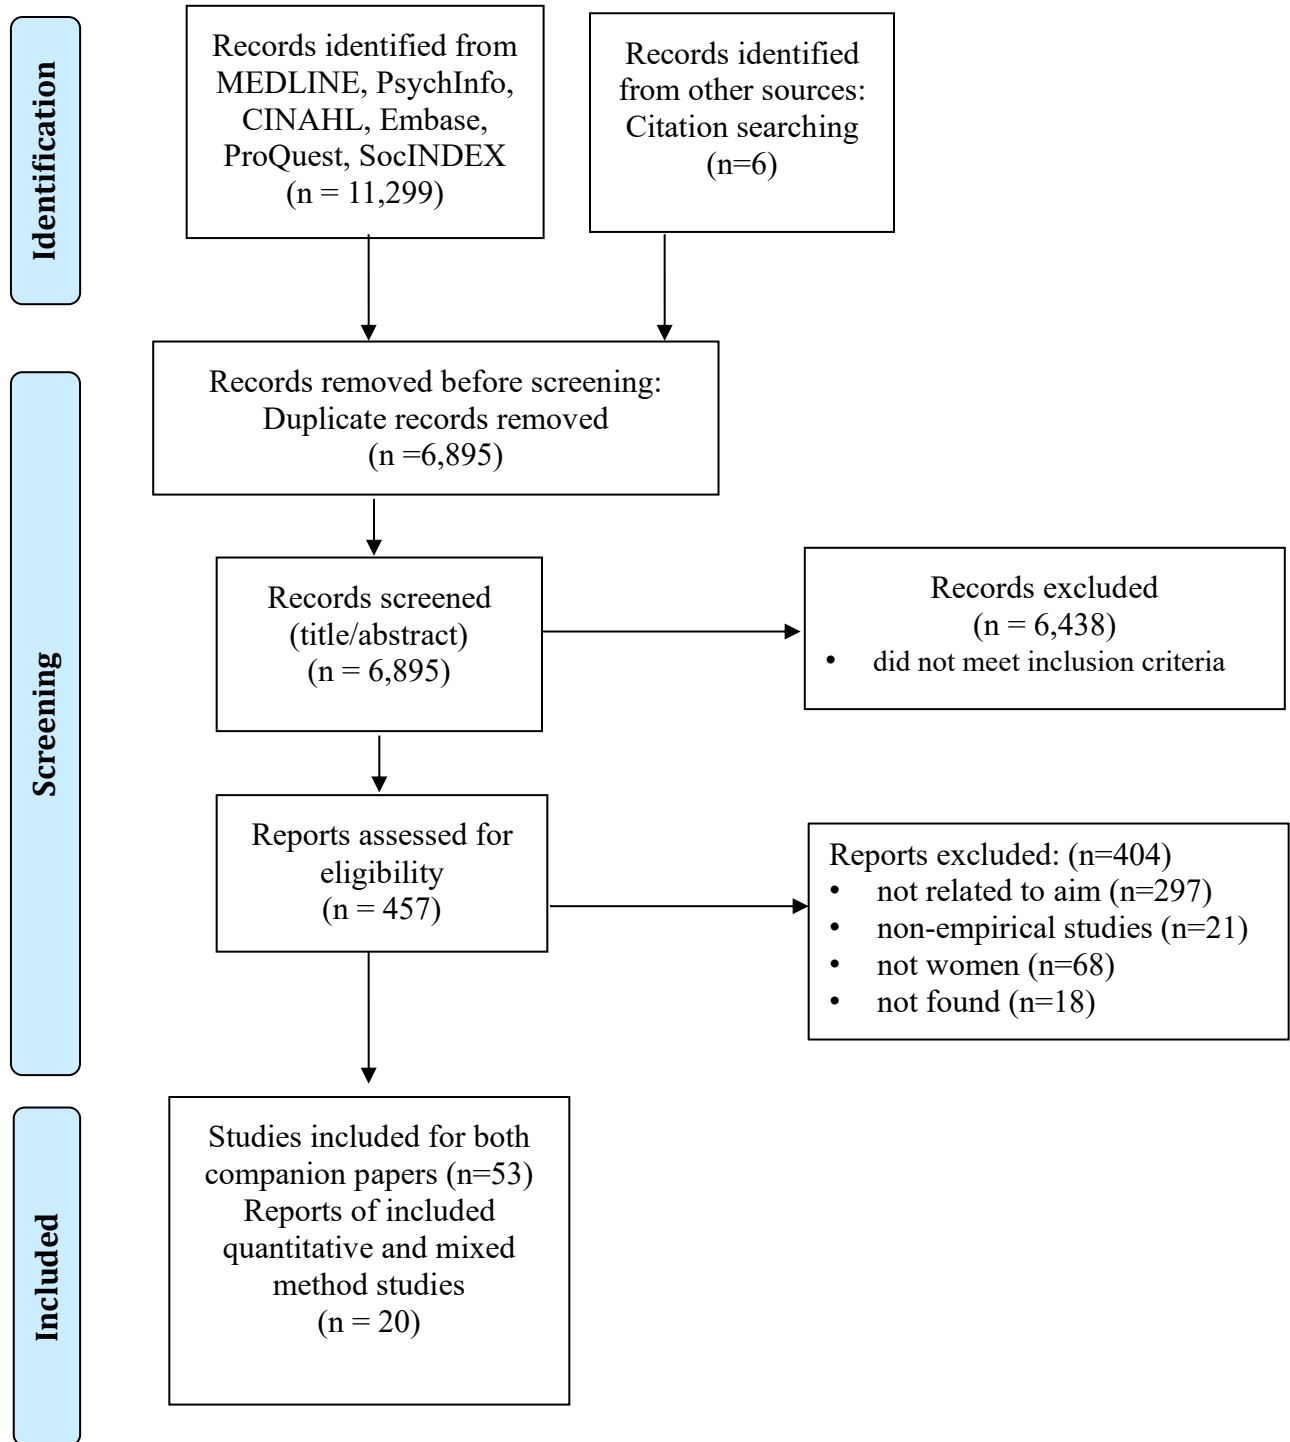 Identification
Records identified from
MEDLINE, PsychInfo,
CINAHL, Embase,
ProQuest, SocINDEX
(n = 11,299)
Records identified
from other sources:
Citation searching
(n=6)
Screening
Records removed before screening:
Duplicate records removed
(n =6,895)
Records screened
(title/abstract)
(n = 6,895)
Records excluded
(n = 6,438)
• did not meet inclusion criteria
Reports assessed for
eligibility
(n = 457)
Reports excluded: (n=404)
• not related to aim (n=297)
• non-empirical studies (n=21)
• not women (n=68)
• not found (n=18)
Included
Studies included for both
companion papers (n=53)
Reports of included
quantitative and mixed
method studies
(n = 20)